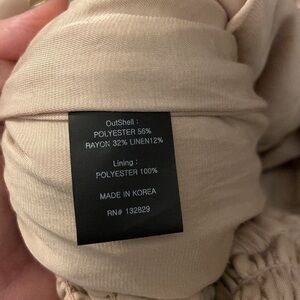 OutShell :
POLYESTER 56%
RAYON 32% LINEN12%
Lining :
POLYESTER 100%
MADE IN KOREA
RN# 132829